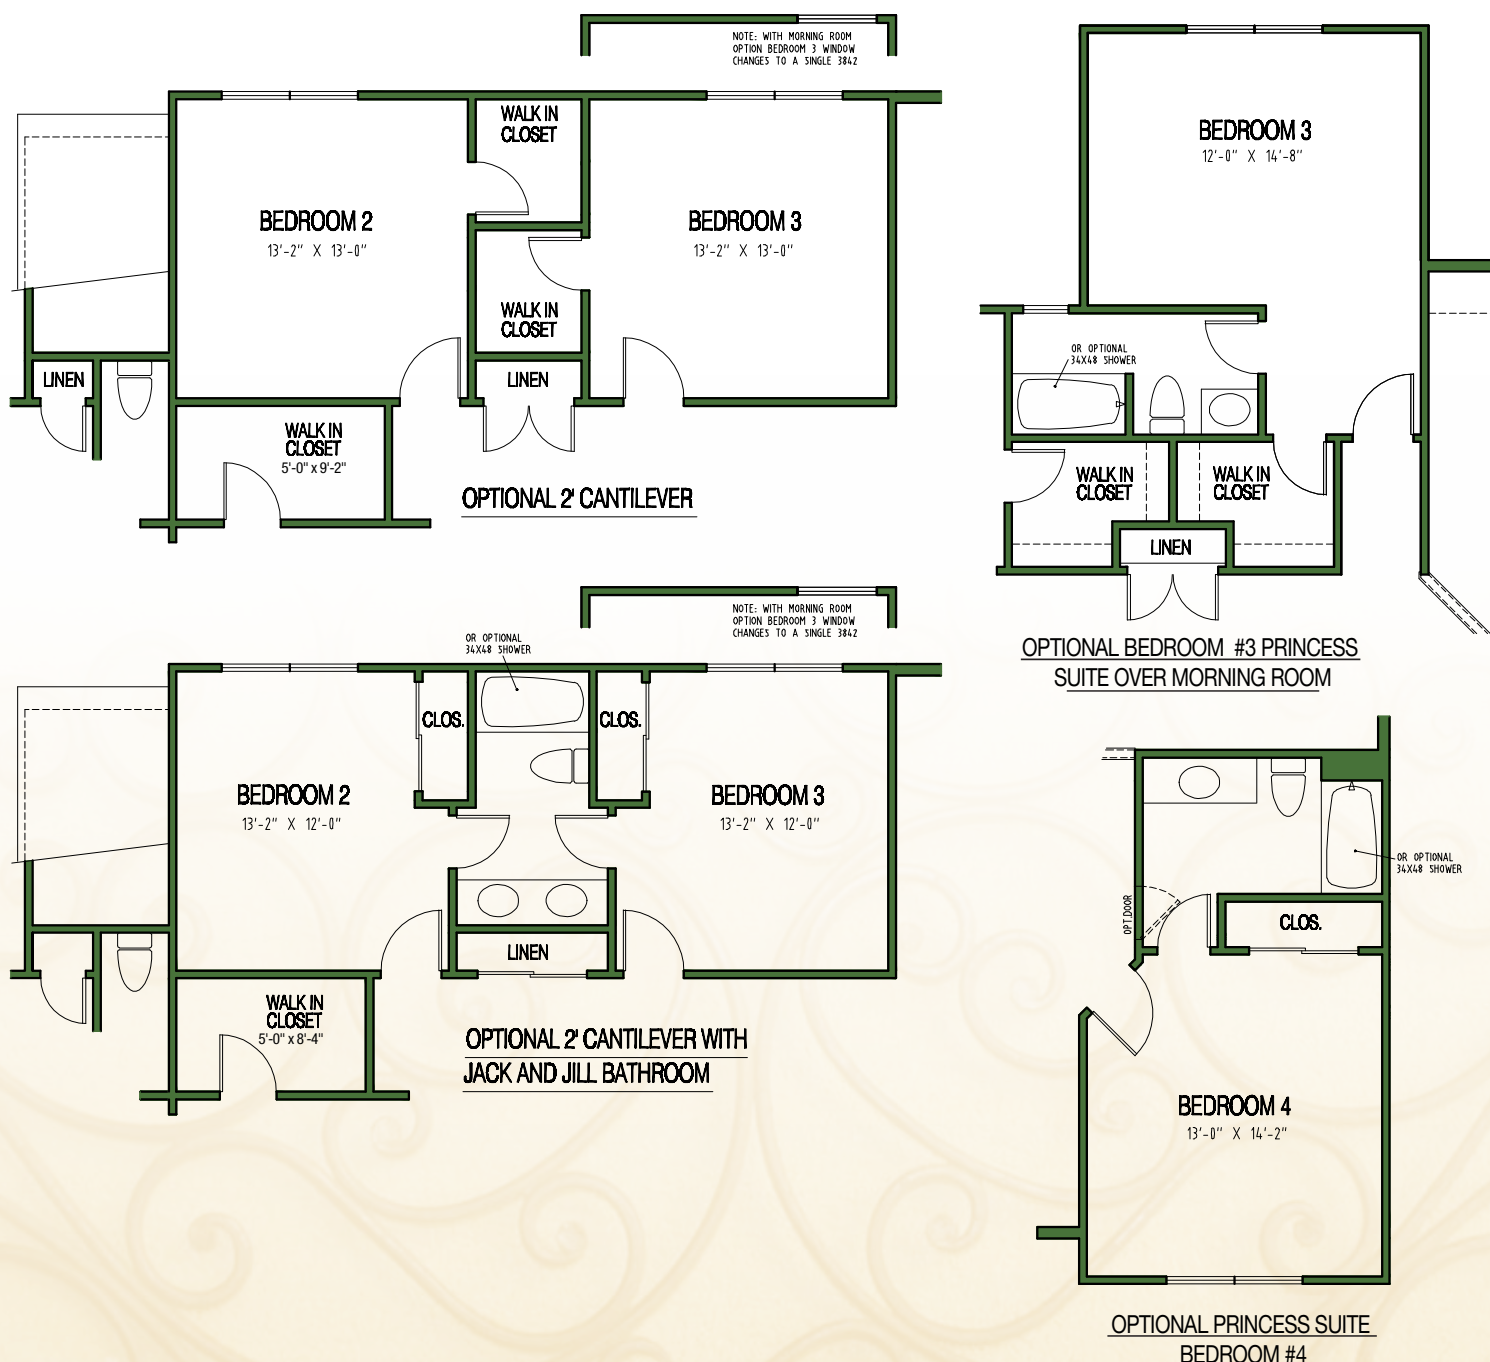 NOTE: WITH MORNING ROOM
OPTION BEDROOM 3 WINDOW
CHANGES TO A SINGLE 3842
WALK IN
CLOSET
BEDROOM 2
13'-2" X 13'-0"
BEDROOM 3
13'-2" X 13'-0"
WALK IN
CLOSET
LINEN
LINEN
WALK IN
CLOSET
5'-0" x 9'-2"
OPTIONAL 2' CANTILEVER
BEDROOM 3
12'-0" X 14'-8"
OR OPTIONAL
34X48 SHOWER
WALK IN
CLOSET
WALK IN
CLOSET
LINEN
OPTIONAL BEDROOM #3 PRINCESS
SUITE OVER MORNING ROOM
NOTE: WITH MORNING ROOM
OPTION BEDROOM 3 WINDOW
CHANGES TO A SINGLE 3842
OR OPTIONAL
34X48 SHOWER
CLOS.
CLOS.
BEDROOM 2
13'-2" X 12'-0"
BEDROOM 3
13'-2" X 12'-0"
LINEN
WALK IN
CLOSET
5'-0" x 8'-4"
OPTIONAL 2' CANTILEVER WITH
JACK AND JILL BATHROOM
OR OPTIONAL
34X48 SHOWER
OPT.DOOR
CLOS.
BEDROOM 4
13'-0" X 14'-2"
OPTIONAL PRINCESS SUITE
BEDROOM #4